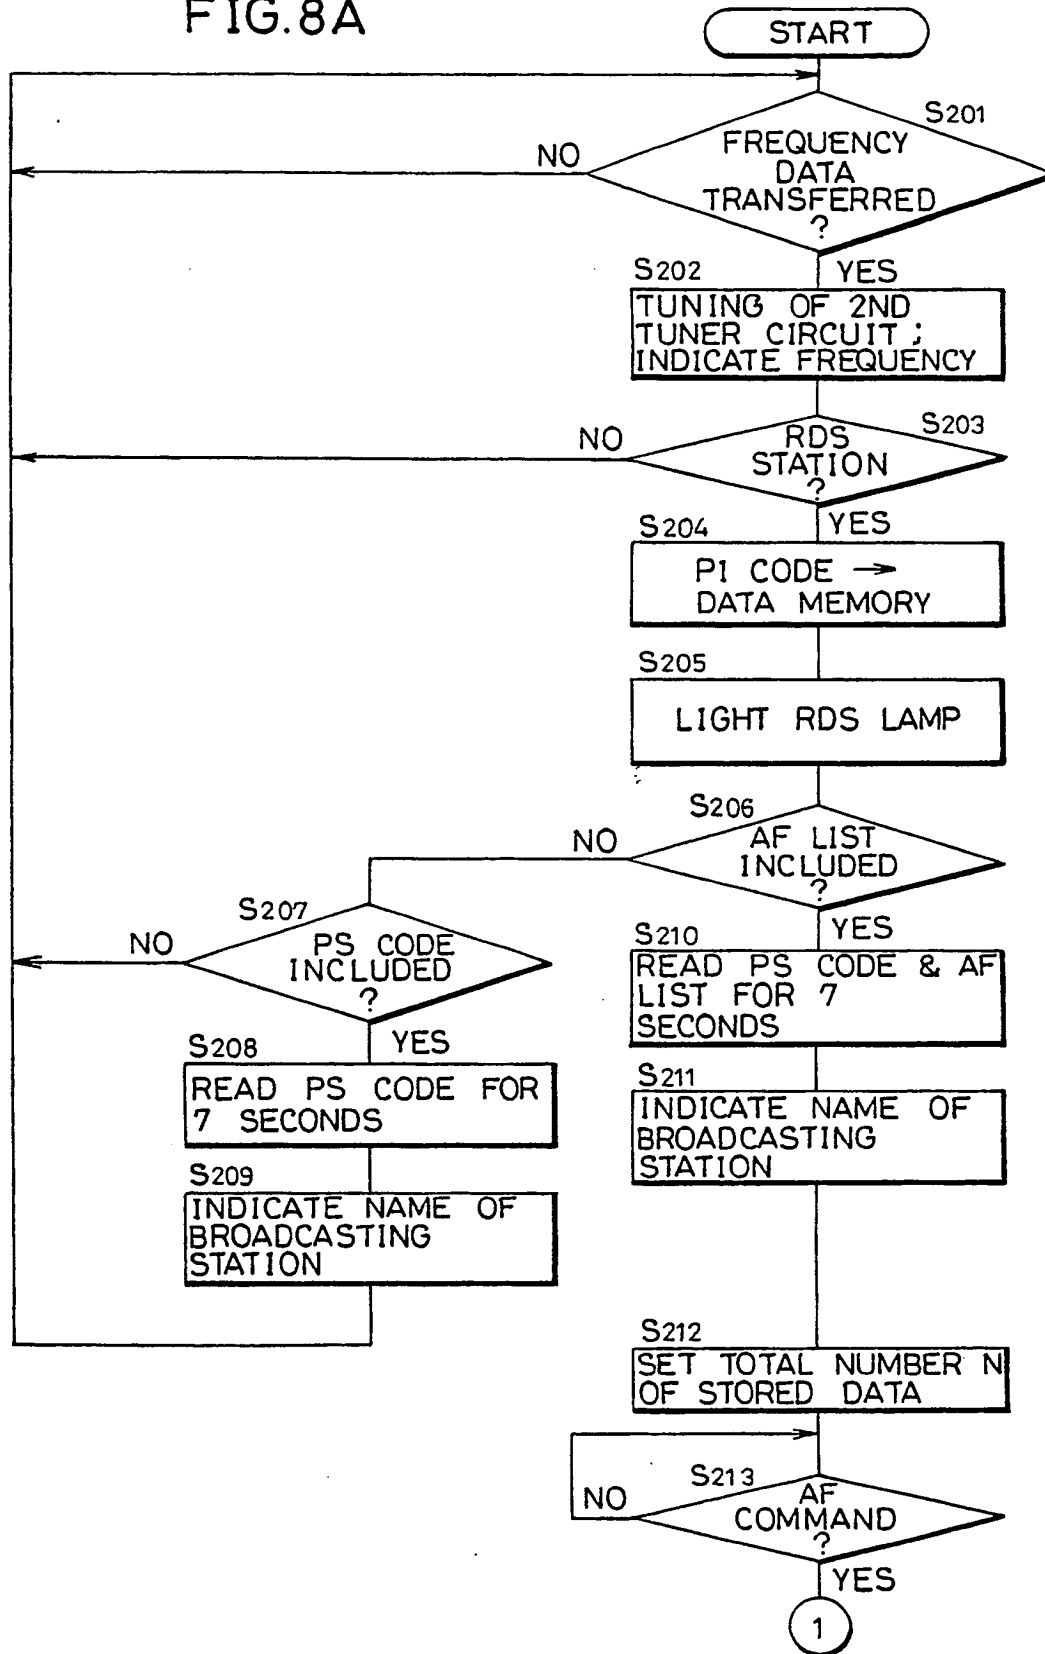 FIG.8A
START
S201
FREQUENCY
DATA
TRANSFERRED
?
NO
YES
S202
TUNING OF 2ND
TUNER CIRCUIT;
INDICATE FREQUENCY
S203
RDS
STATION
?
NO
YES
S204
PI CODE →
DATA MEMORY
S205
LIGHT RDS LAMP
S206
AF LIST
INCLUDED
?
NO
YES
S207
PS CODE
INCLUDED
?
NO
YES
S208
READ PS CODE FOR
7 SECONDS
S209
INDICATE NAME OF
BROADCASTING
STATION
S210
READ PS CODE & AF
LIST FOR 7
SECONDS
S211
INDICATE NAME OF
BROADCASTING
STATION
S212
SET TOTAL NUMBER N
OF STORED DATA
S213
AF
COMMAND
?
NO
YES
1